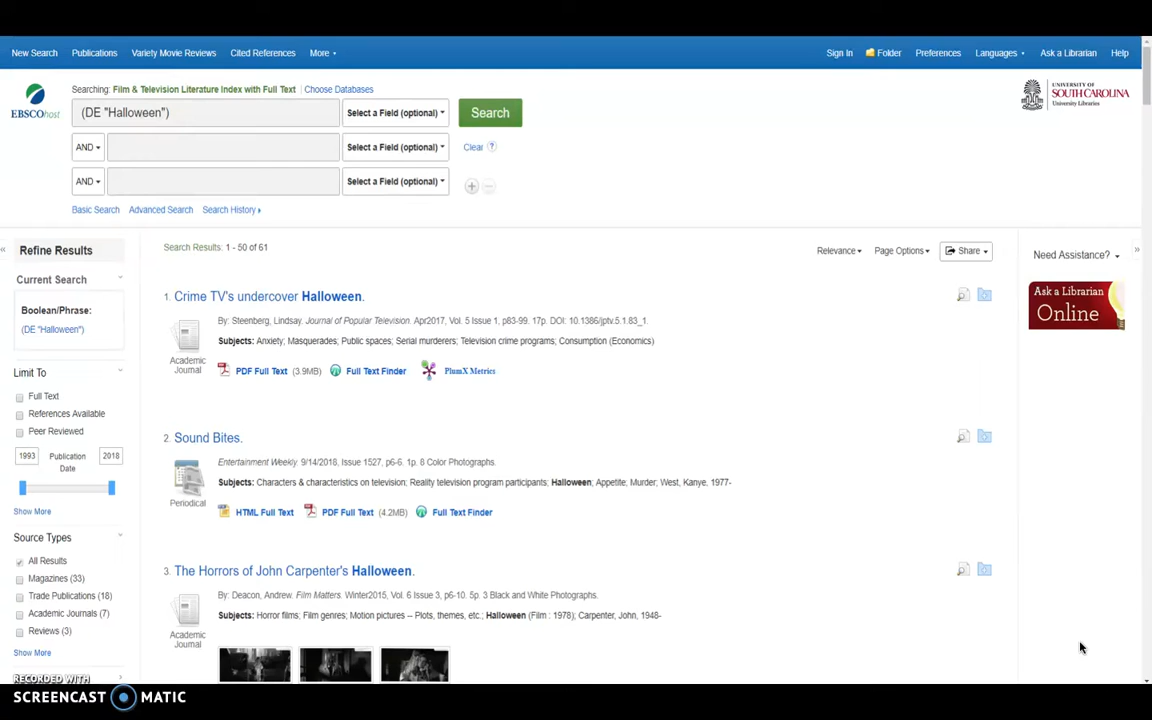 New Search Publications Variety Movie Reviews Cited References More Sign In Folder Preferences Languages Ask a Librarian Help
Searching: Film & Television Literature Index with Full Text Choose Databases
EBSCOhost
UNIVERSITY OF
SOUTH CAROLINA
University Libraries
(DE "Halloween") Select a Field (optional) Search
AND Select a Field (optional) Clear ?
AND Select a Field (optional)
Basic Search Advanced Search Search History
Refine Results
Search Results: 1 - 50 of 61 Relevance Page Options Share
Need Assistance?
Ask a Librarian
Online
Current Search
Boolean/Phrase:
(DE "Halloween")
Limit To
Full Text
References Available
Peer Reviewed
1993 Publication Date 2018
Show More
Source Types
All Results
Magazines (33)
Trade Publications (18)
Academic Journals (7)
Reviews (3)
Show More
1. Crime TV's undercover Halloween.
By: Steenberg, Lindsay. Journal of Popular Television. Apr2017, Vol. 5 Issue 1, p83-99. 17p. DOI: 10.1386/jptv.5.1.83_1.
Subjects: Anxiety; Masquerades; Public spaces; Serial murderers; Television crime programs; Consumption (Economics)
Academic
Journal
PDF Full Text (3.9MB) Full Text Finder PlumX Metrics
2. Sound Bites.
Entertainment Weekly. 9/14/2018, Issue 1527, p6-6. 1p. 8 Color Photographs.
Subjects: Characters & characteristics on television; Reality television program participants; Halloween; Appetite; Murder; West, Kanye, 1977-
Periodical
HTML Full Text PDF Full Text (4.2MB) Full Text Finder
3. The Horrors of John Carpenter's Halloween.
By: Deacon, Andrew. Film Matters. Winter2015, Vol. 6 Issue 3, p6-10. 5p. 3 Black and White Photographs.
Subjects: Horror films; Film genres; Motion pictures -- Plots, themes, etc.; Halloween (Film : 1978); Carpenter, John, 1948-
Academic
Journal
RECORDED WITH
SCREENCAST MATIC